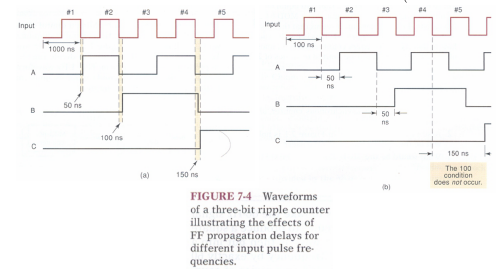 #1 #2 #3 #4 #5
Input
1000 ns
A
50 ns
B
100 ns
C
150 ns
(a)
#1 #2 #3 #4 #5
Input
100 ns
A
50
ns
B
50
ns
C
150 ns
The 100
condition
does not occur.
(b)
FIGURE 7-4 Waveforms
of a three-bit ripple counter
illustrating the effects of
FF propagation delays for
different input pulse fre-
quencies.